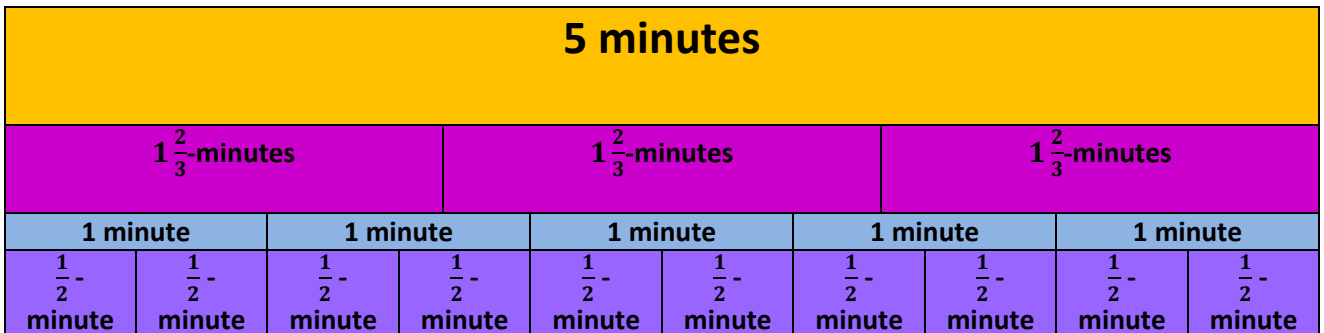 5 minutes
1 2/3-minutes 1 2/3-minutes 1 2/3-minutes
1 minute 1 minute 1 minute 1 minute 1 minute
1/2 - 1/2 - 1/2 - 1/2 - 1/2 - 1/2 - 1/2 - 1/2 - 1/2 - 1/2 -
minute minute minute minute minute minute minute minute minute minute